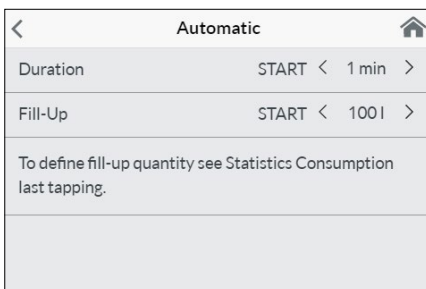 Automatic
Duration START < 1 min >
Fill-Up START < 100 l >
To define fill-up quantity see Statistics Consumption
last tapping.